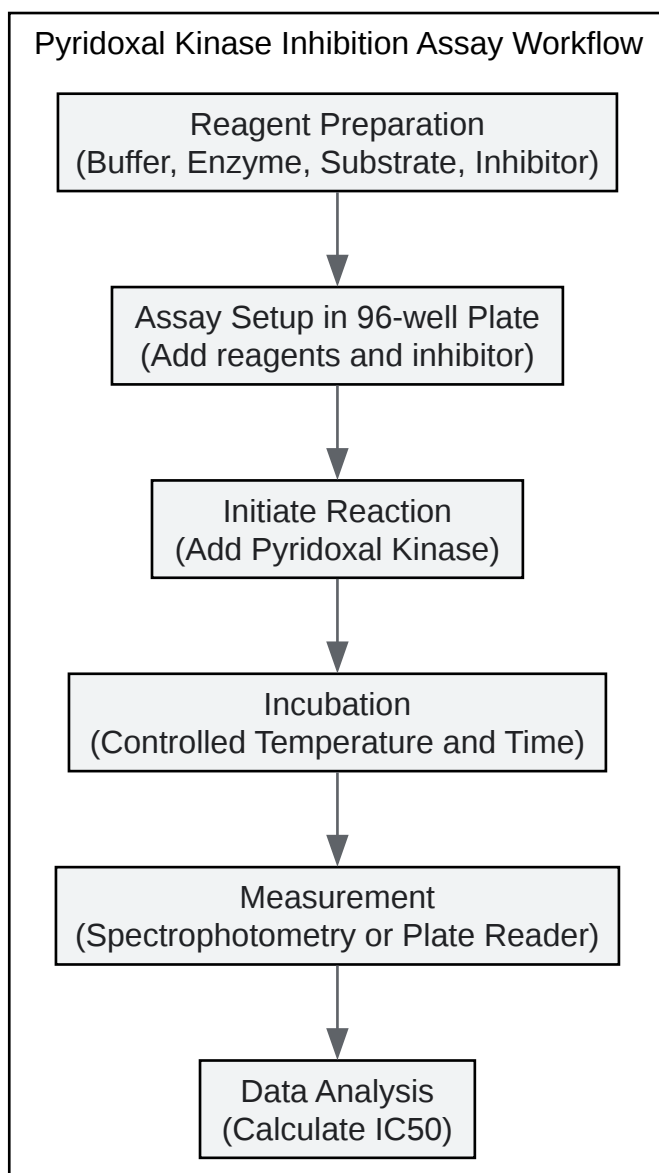 Pyridoxal Kinase Inhibition Assay Workflow
Reagent Preparation
(Buffer, Enzyme, Substrate, Inhibitor)
Assay Setup in 96-well Plate
(Add reagents and inhibitor)
Initiate Reaction
(Add Pyridoxal Kinase)
Incubation
(Controlled Temperature and Time)
Measurement
(Spectrophotometry or Plate Reader)
Data Analysis
(Calculate IC50)